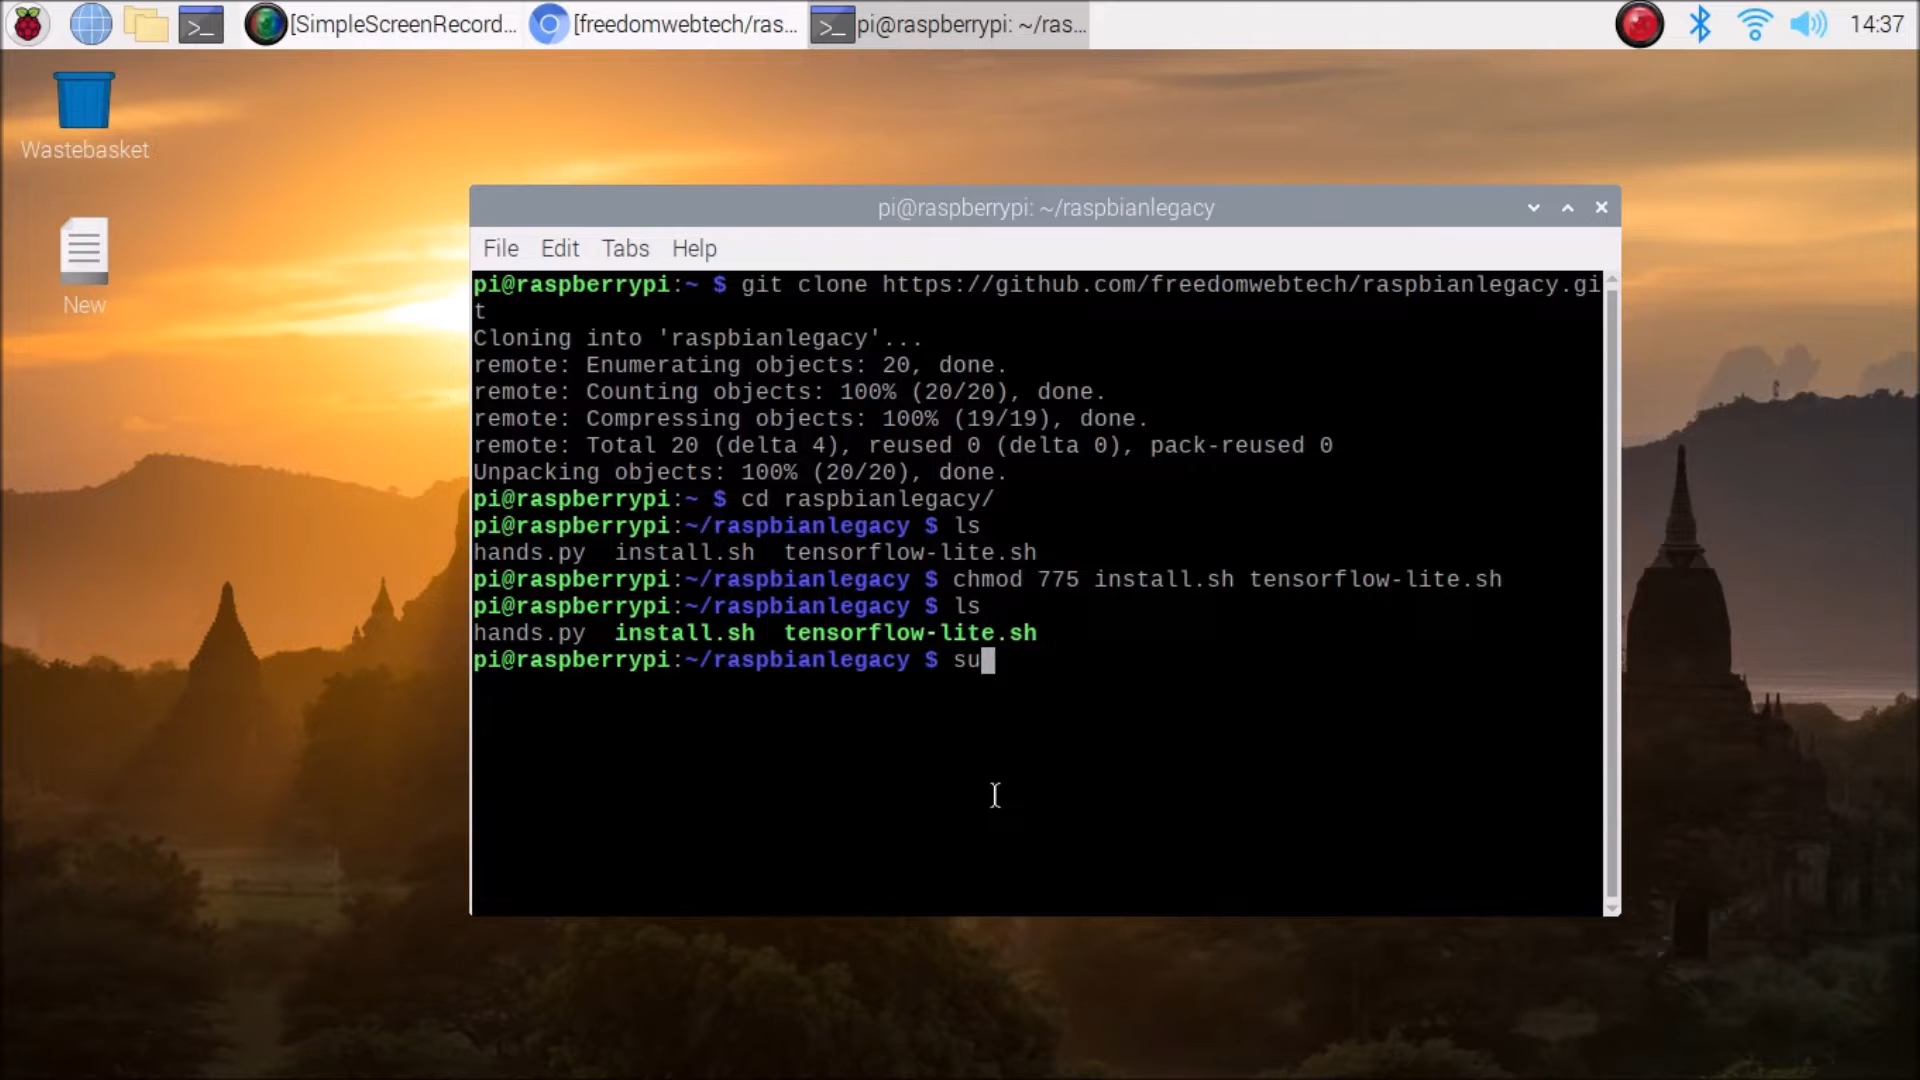 [SimpleScreenRecord... [freedomwebtech/ras... pi@raspberrypi: ~/ras... 14:37
Wastebasket
New
pi@raspberrypi: ~/raspbianlegacy
File Edit Tabs Help
pi@raspberrypi:~ $ git clone https://github.com/freedomwebtech/raspbianlegacy.gi
t
Cloning into 'raspbianlegacy'...
remote: Enumerating objects: 20, done.
remote: Counting objects: 100% (20/20), done.
remote: Compressing objects: 100% (19/19), done.
remote: Total 20 (delta 4), reused 0 (delta 0), pack-reused 0
Unpacking objects: 100% (20/20), done.
pi@raspberrypi:~ $ cd raspbianlegacy/
pi@raspberrypi:~/raspbianlegacy $ ls
hands.py  install.sh  tensorflow-lite.sh
pi@raspberrypi:~/raspbianlegacy $ chmod 775 install.sh tensorflow-lite.sh
pi@raspberrypi:~/raspbianlegacy $ ls
hands.py  install.sh  tensorflow-lite.sh
pi@raspberrypi:~/raspbianlegacy $ su